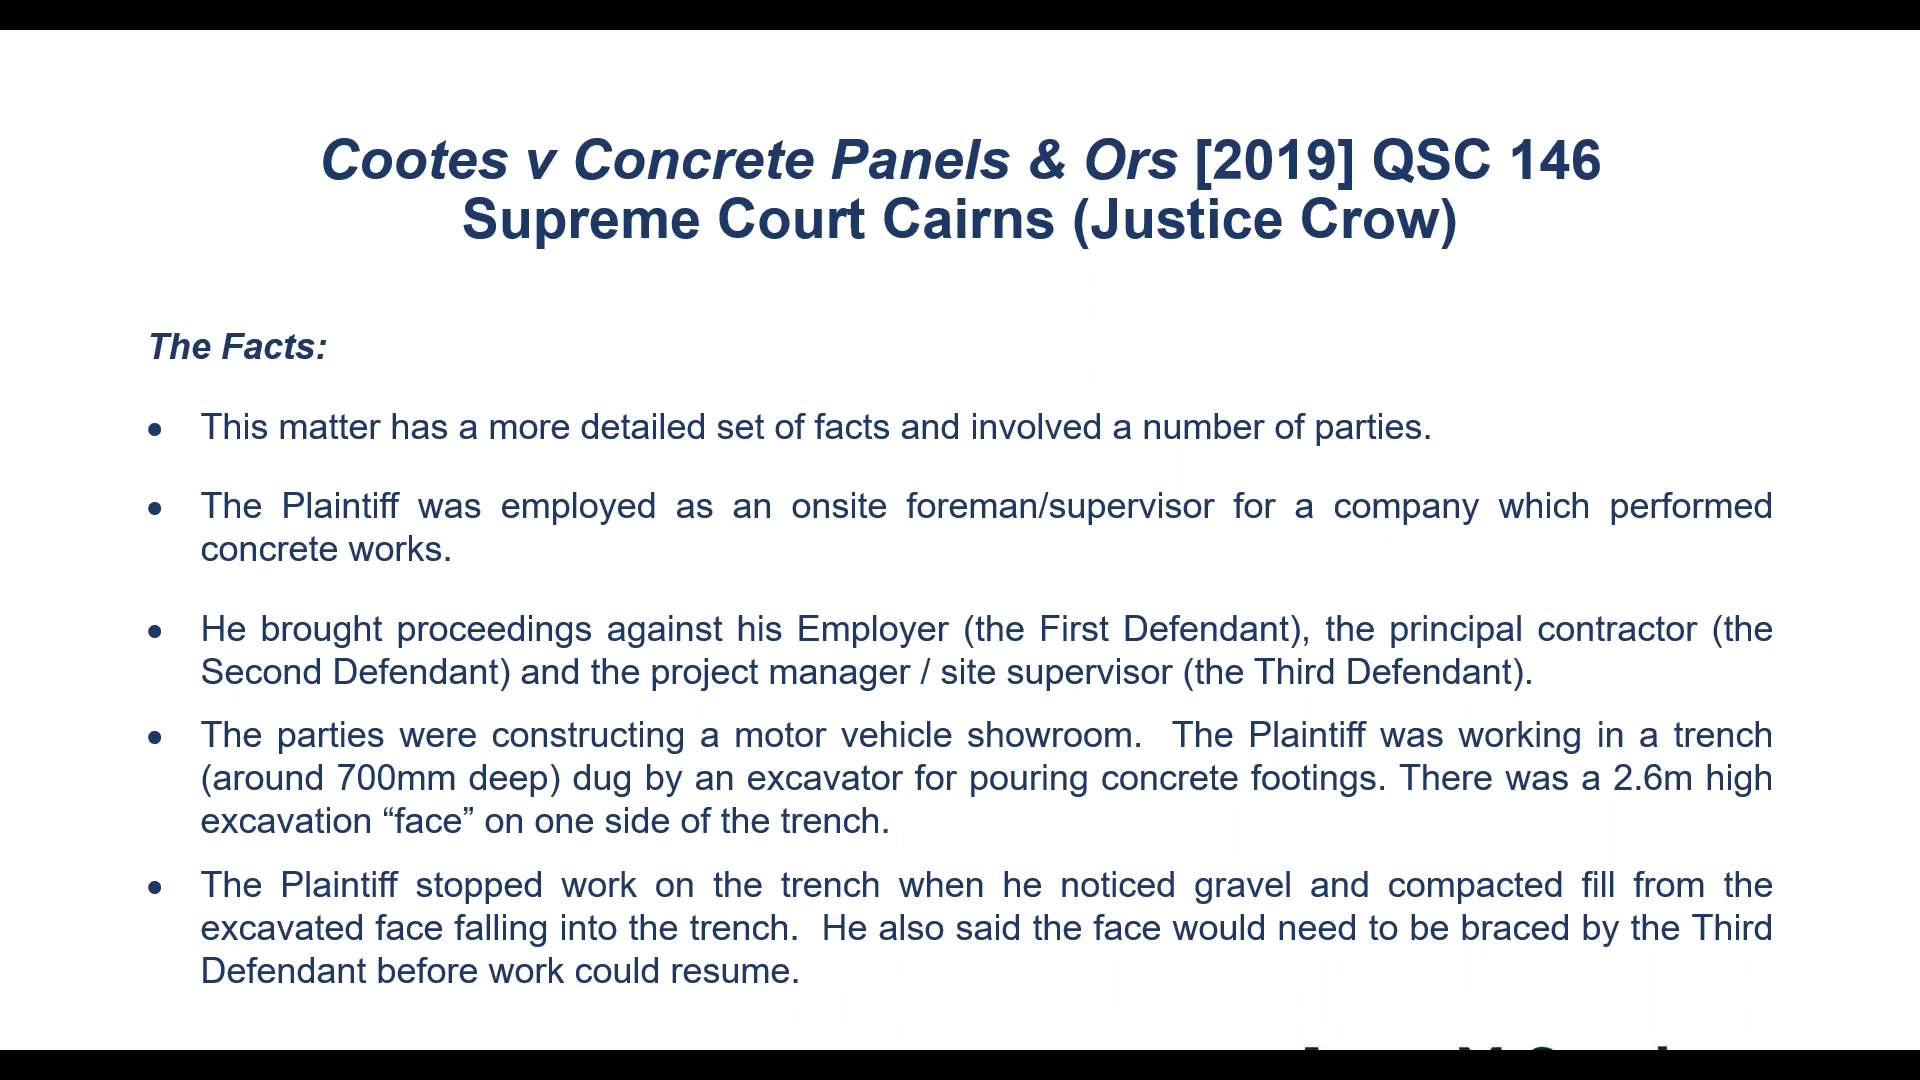 Cootes v Concrete Panels & Ors [2019] QSC 146
Supreme Court Cairns (Justice Crow)
The Facts:
• This matter has a more detailed set of facts and involved a number of parties.
• The Plaintiff was employed as an onsite foreman/supervisor for a company which performed
concrete works.
• He brought proceedings against his Employer (the First Defendant), the principal contractor (the
Second Defendant) and the project manager / site supervisor (the Third Defendant).
• The parties were constructing a motor vehicle showroom. The Plaintiff was working in a trench
(around 700mm deep) dug by an excavator for pouring concrete footings. There was a 2.6m high
excavation “face” on one side of the trench.
• The Plaintiff stopped work on the trench when he noticed gravel and compacted fill from the
excavated face falling into the trench. He also said the face would need to be braced by the Third
Defendant before work could resume.